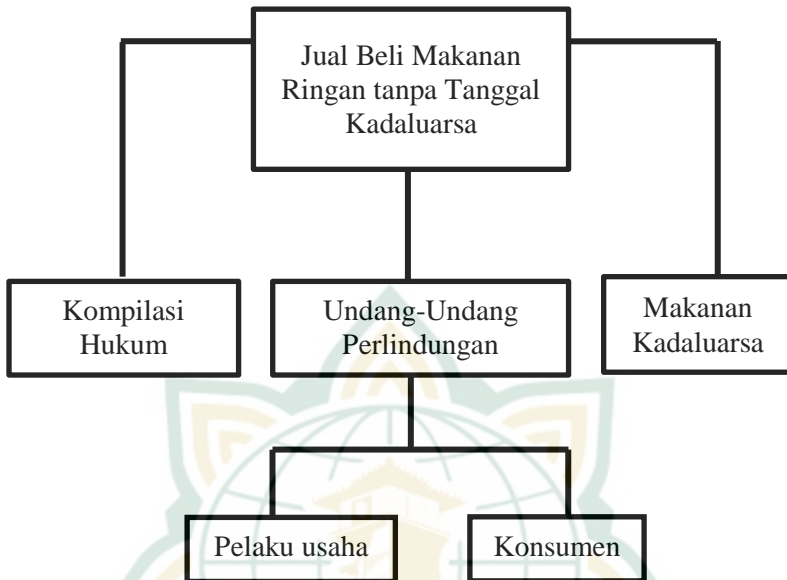 Jual Beli Makanan
Ringan tanpa Tanggal
Kadaluarsa
Kompilasi
Hukum
Undang-Undang
Perlindungan
Makanan
Kadaluarsa
Pelaku usaha
Konsumen